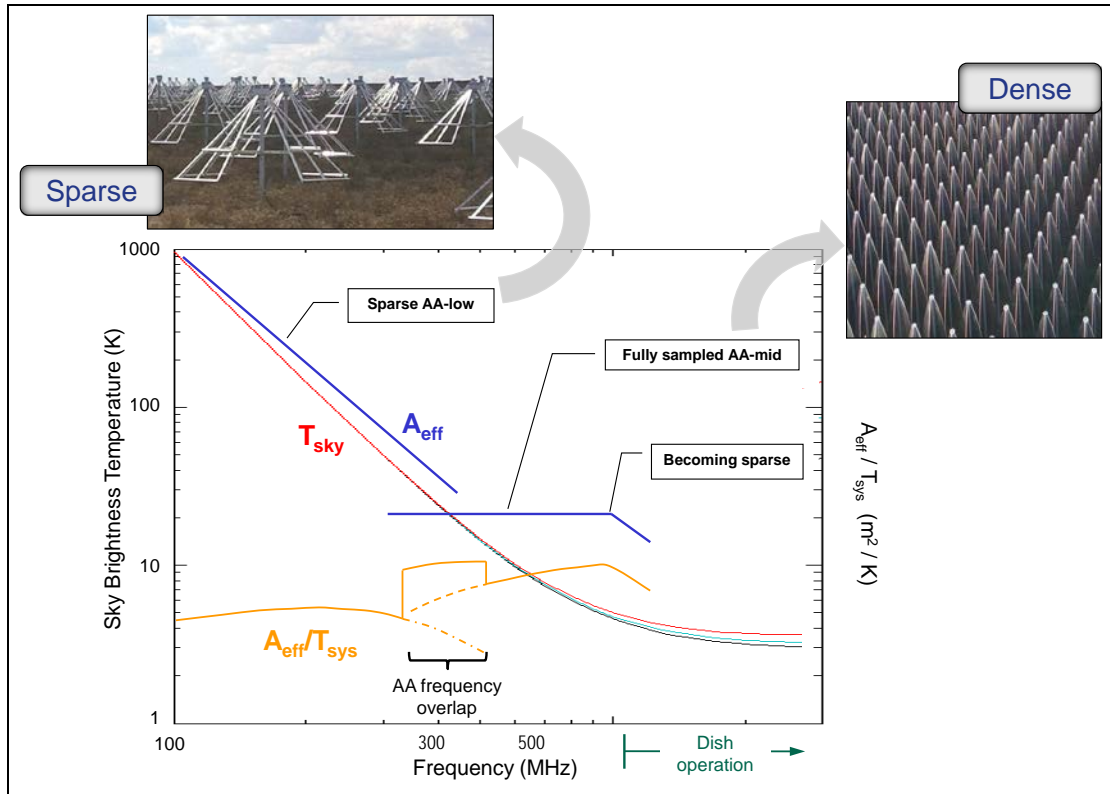 Dense
Sparse
1000
100
10
1
Sky Brightness Temperature (K)
Sparse AA-low
Fully sampled AA-mid
Becoming sparse
Tsky
Aeff
Aeff/Tsys
AA frequency
overlap
Aeff / Tsys (m2 / K)
100
300
500
Frequency (MHz)
Dish
operation